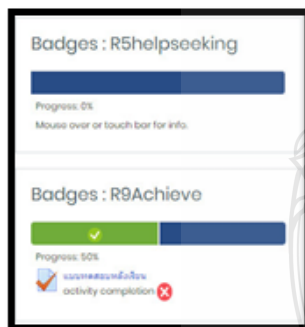 Badges : R5helpseeking
Progress: 0%
Mouse over or touch bar for info.
Badges : R9Achieve
Progress: 50%
แบบทดสอบหลังเรียน
activity completion